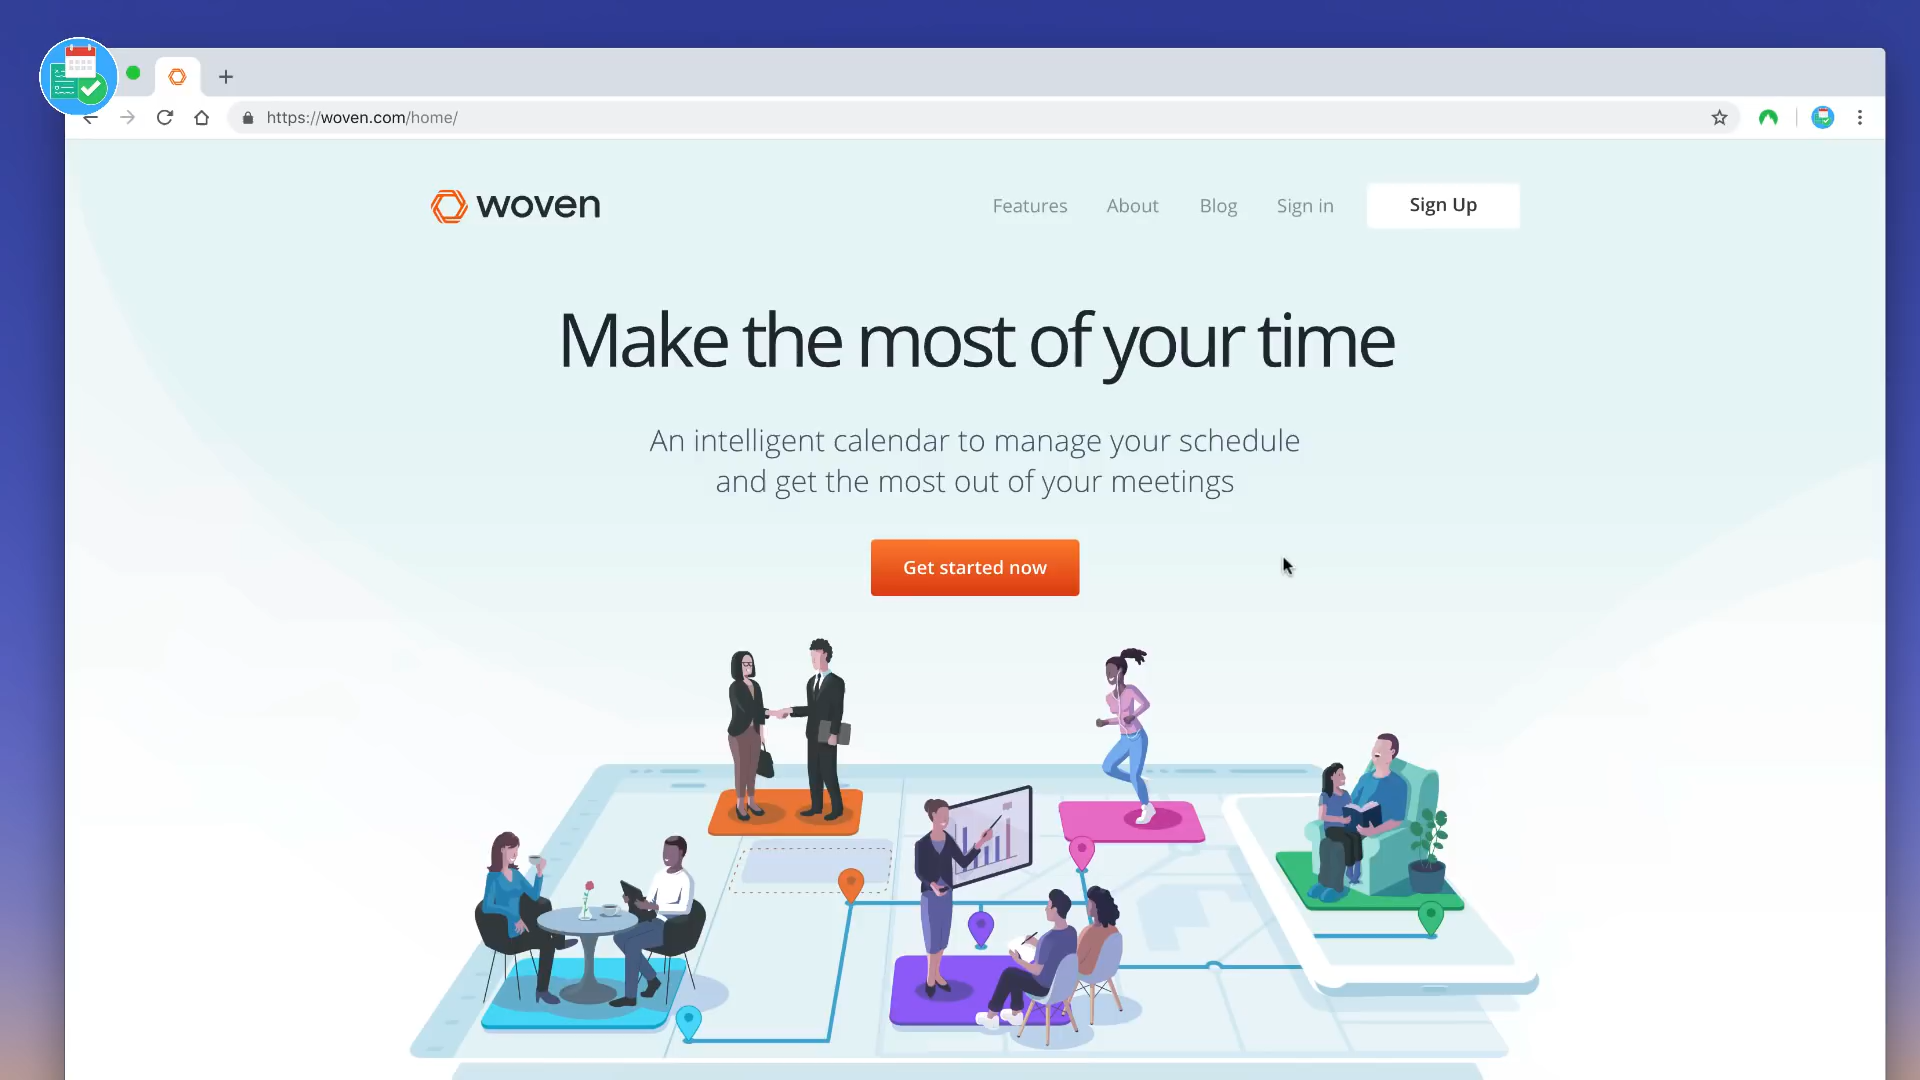 https://woven.com/home/
woven
Features
About
Blog
Sign in
Sign Up
Make the most of your time
An intelligent calendar to manage your schedule
and get the most out of your meetings
Get started now